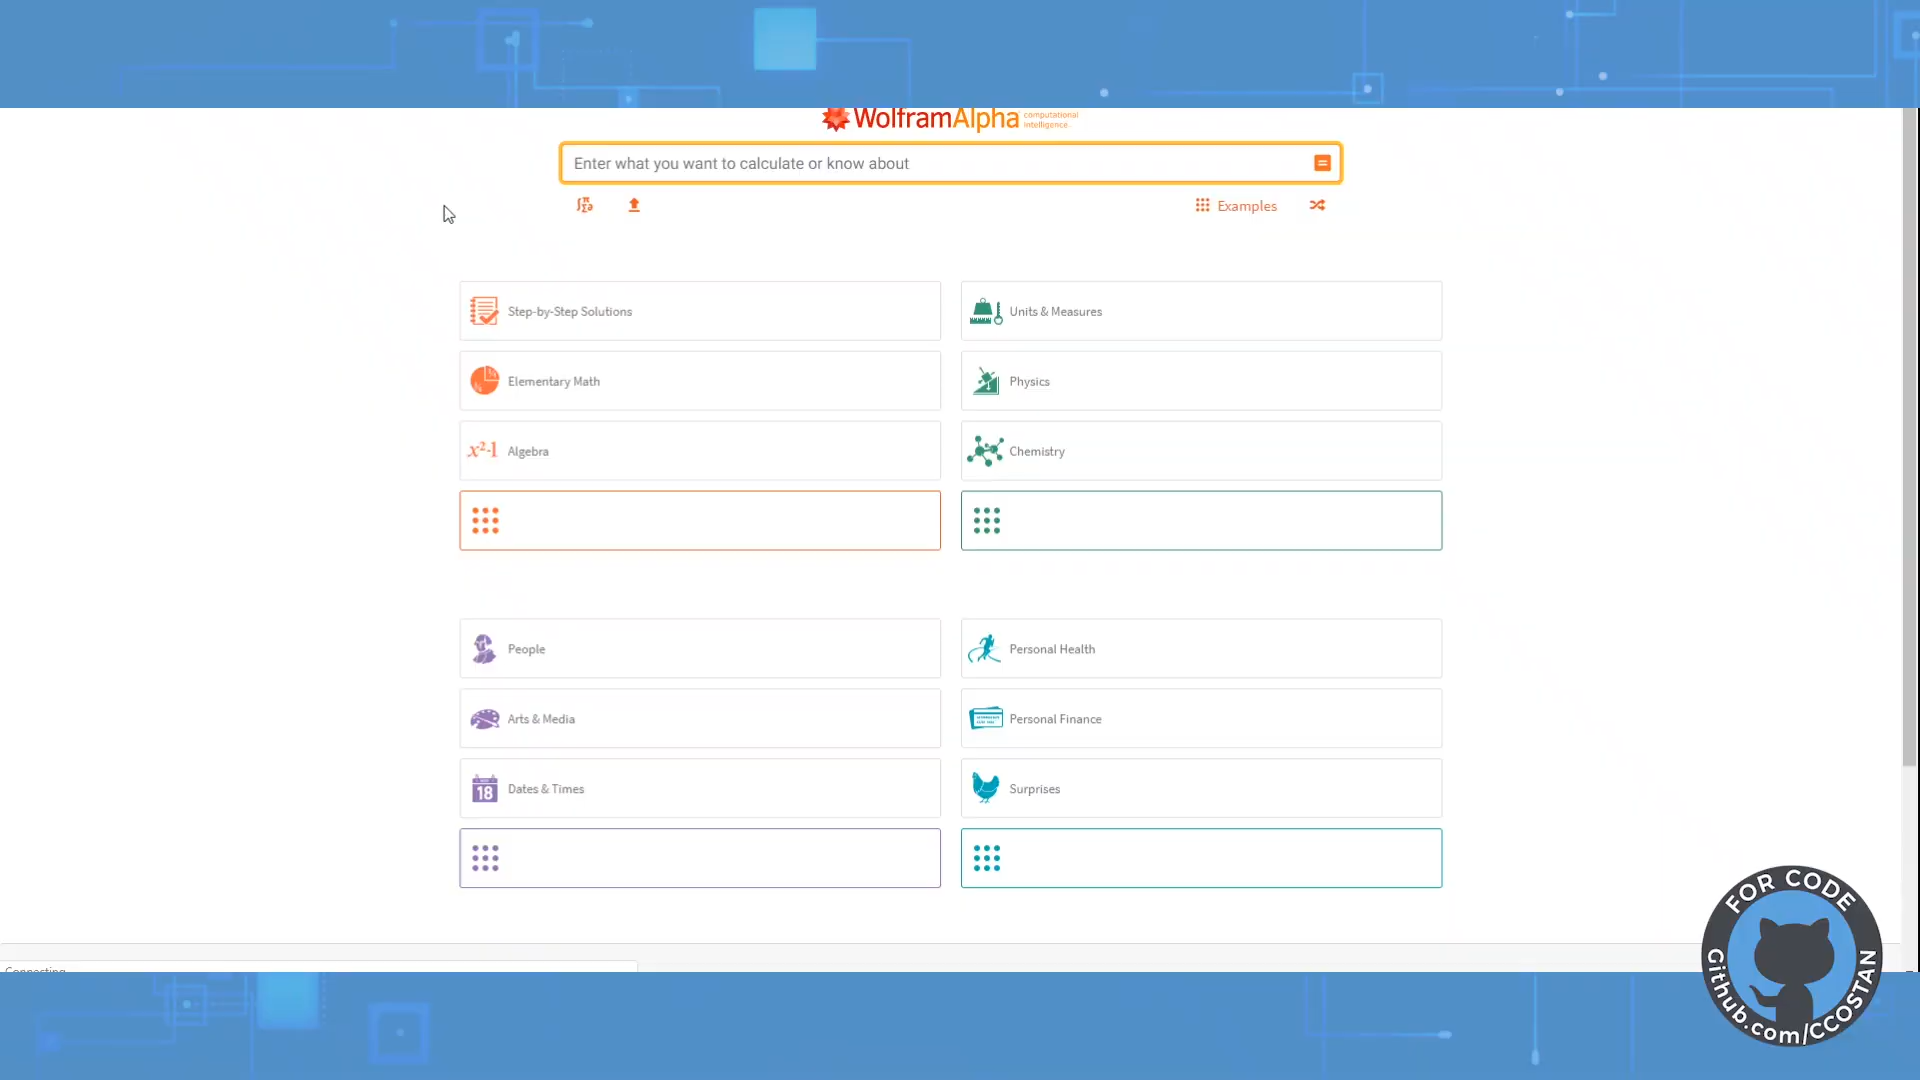 WolframAlpha computational intelligence
Enter what you want to calculate or know about
Examples
Step-by-Step Solutions
Units & Measures
Elementary Math
Physics
x²-1 Algebra
Chemistry
People
Personal Health
Arts & Media
Personal Finance
18 Dates & Times
Surprises
Connecting...
FOR CODE
Github.com/CCOSTAN